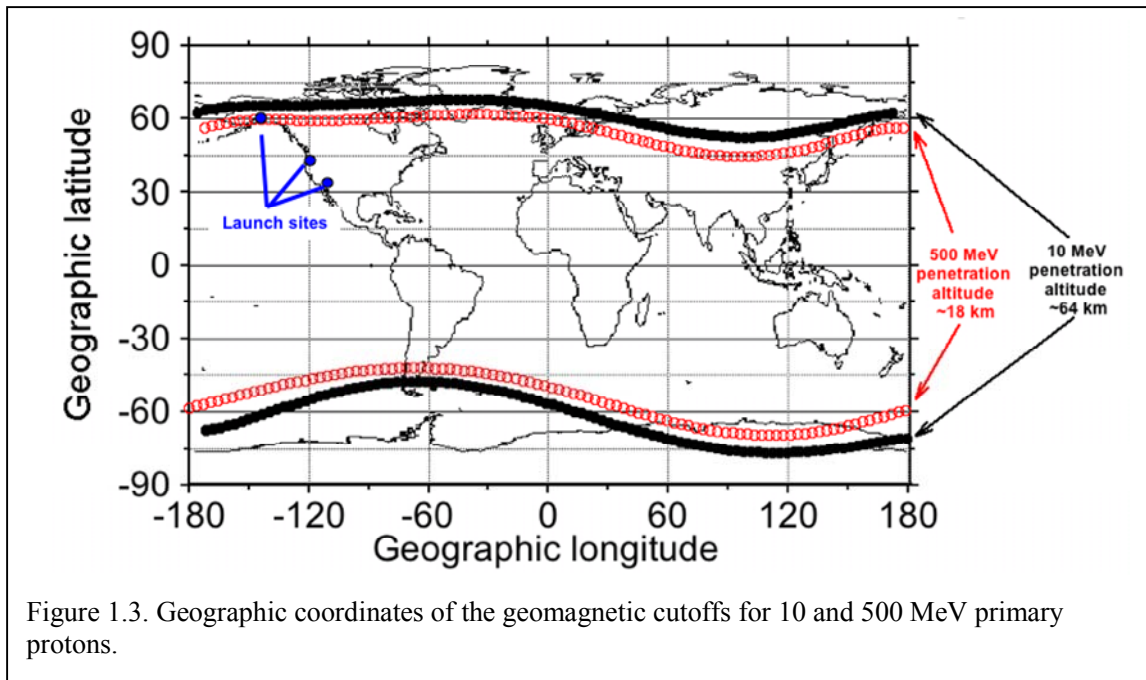 90
60
30
0
-30
-60
-90
Geographic latitude
-180 -120 -60 0 60 120 180
Geographic longitude
Launch sites
500 MeV
penetration
altitude
~18 km
10 MeV
penetration
altitude
~64 km
Figure 1.3. Geographic coordinates of the geomagnetic cutoffs for 10 and 500 MeV primary
protons.